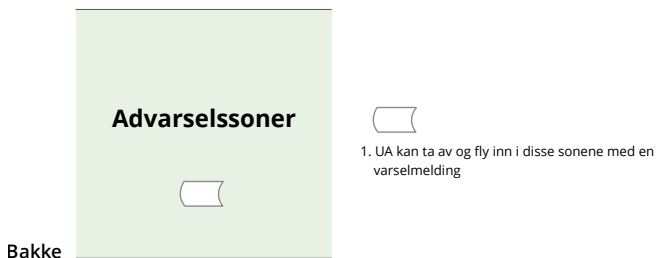 Advarselssoner
1. UA kan ta av og fly inn i disse sonene med en
varselmelding
Bakke